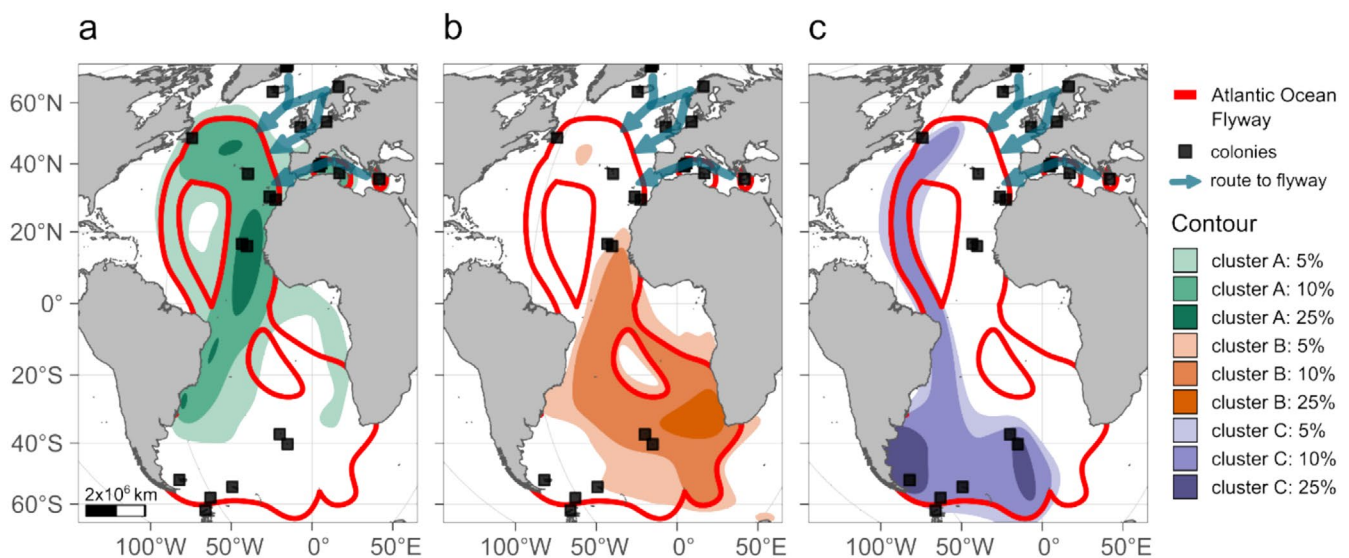 a
b
c
60°N
40°N
20°N
0°
20°S
40°S
60°S
2x10⁶ km
100°W
50°W
0°
50°E
100°W
50°W
0°
50°E
100°W
50°W
0°
50°E
Atlantic Ocean
Flyway
colonies
route to flyway
Contour
cluster A: 5%
cluster A: 10%
cluster A: 25%
cluster B: 5%
cluster B: 10%
cluster B: 25%
cluster C: 5%
cluster C: 10%
cluster C: 25%